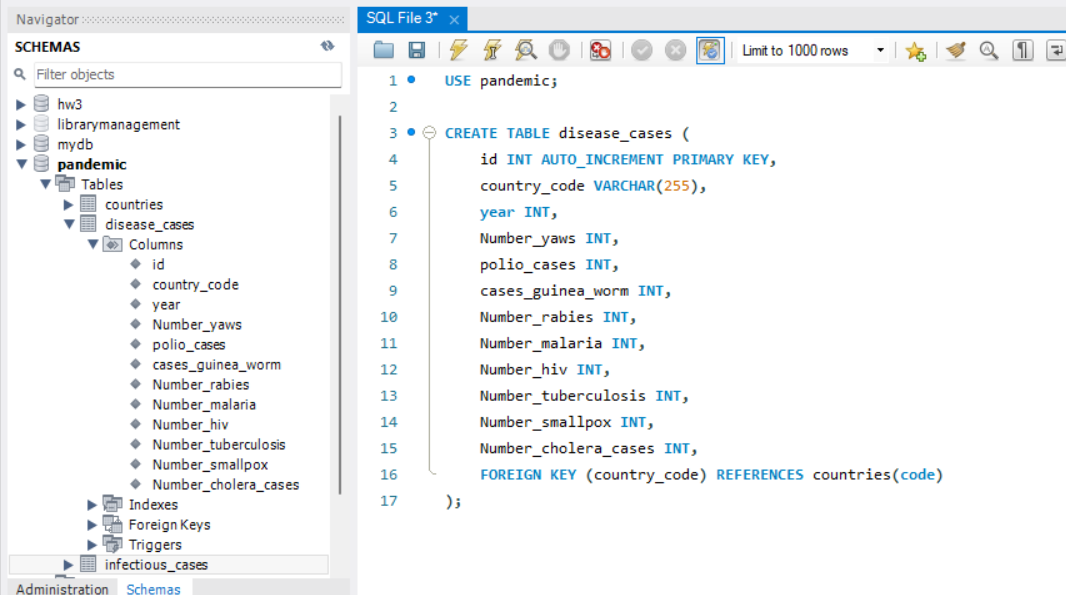 Navigator
SCHEMAS
Filter objects
hw3
librarymanagement
mydb
pandemic
Tables
countries
disease_cases
Columns
id
country_code
year
Number_yaws
polio_cases
cases_guinea_worm
Number_rabies
Number_malaria
Number_hiv
Number_tuberculosis
Number_smallpox
Number_cholera_cases
Indexes
Foreign Keys
Triggers
infectious_cases
Administration Schemas
SQL File 3*
Limit to 1000 rows
1 USE pandemic;
2
3 CREATE TABLE disease_cases (
4 id INT AUTO_INCREMENT PRIMARY KEY,
5 country_code VARCHAR(255),
6 year INT,
7 Number_yaws INT,
8 polio_cases INT,
9 cases_guinea_worm INT,
10 Number_rabies INT,
11 Number_malaria INT,
12 Number_hiv INT,
13 Number_tuberculosis INT,
14 Number_smallpox INT,
15 Number_cholera_cases INT,
16 FOREIGN KEY (country_code) REFERENCES countries(code)
17 );